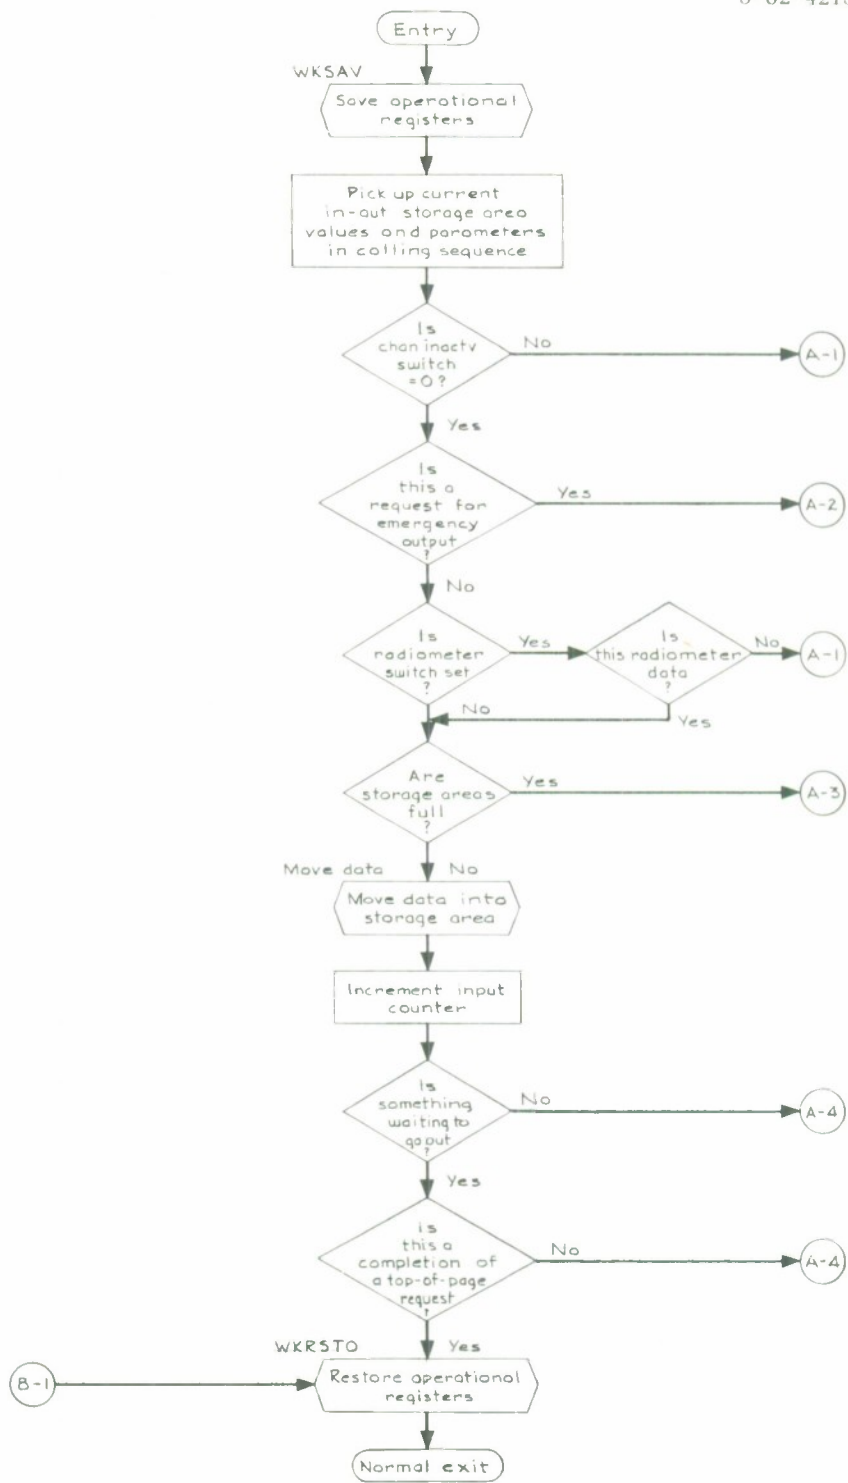 Entry
WKSAV
Save operational
registers
Pick up current
in-out storage area
values and parameters
in calling sequence
Is
chan inactv
switch
=0?
No
A-1
Yes
Is
this a
request for
emergency
output
?
Yes
A-2
No
Is
radiometer
switch set
?
Yes
Is
this radiometer
data
?
No
A-1
No
Yes
Are
storage areas
full
?
Yes
A-3
Move data
No
Move data into
storage area
Increment input
counter
Is
something
waiting to
go out
?
No
A-4
Yes
is
this a
completion of
a top-of-page
request
?
No
A-4
WKRSTO
Yes
B-1
Restore operational
registers
Normal exit